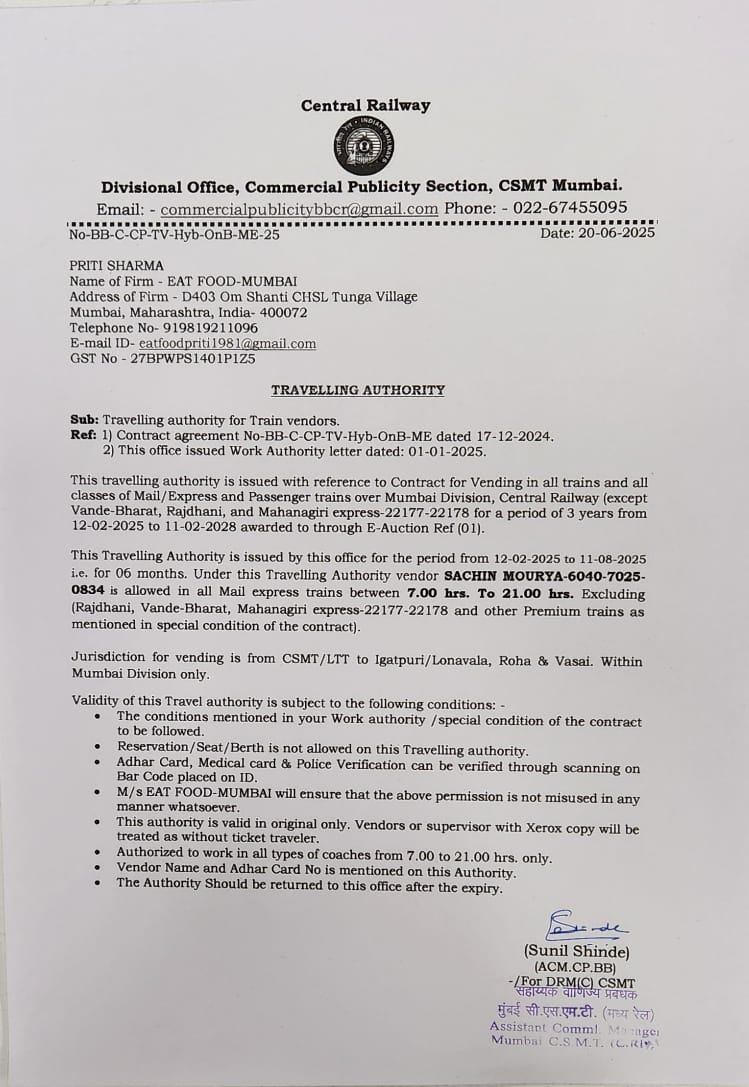 Central Railway
INDIAN RAILWAYS
Divisional Office, Commercial Publicity Section, CSMT Mumbai.
Email: - commercialpublicitybbcr@gmail.com Phone: - 022-67455095
No-BB-C-CP-TV-Hyb-OnB-ME-25 Date: 20-06-2025
PRITI SHARMA
Name of Firm - EAT FOOD-MUMBAI
Address of Firm - D403 Om Shanti CHSL Tunga Village
Mumbai, Maharashtra, India- 400072
Telephone No- 919819211096
E-mail ID- eatfoodpriti1981@gmail.com
GST No - 27BPWPS1401P1Z5
TRAVELLING AUTHORITY
Sub: Travelling authority for Train vendors.
Ref: 1) Contract agreement No-BB-C-CP-TV-Hyb-OnB-ME dated 17-12-2024.
2) This office issued Work Authority letter dated: 01-01-2025.
This travelling authority is issued with reference to Contract for Vending in all trains and all
classes of Mail/Express and Passenger trains over Mumbai Division, Central Railway (except
Vande-Bharat, Rajdhani, and Mahanagiri express-22177-22178 for a period of 3 years from
12-02-2025 to 11-02-2028 awarded to through E-Auction Ref (01).
This Travelling Authority is issued by this office for the period from 12-02-2025 to 11-08-2025
i.e. for 06 months. Under this Travelling Authority vendor SACHIN MOURYA-6040-7025-
0834 is allowed in all Mail express trains between 7.00 hrs. To 21.00 hrs. Excluding
(Rajdhani, Vande-Bharat, Mahanagiri express-22177-22178 and other Premium trains as
mentioned in special condition of the contract).
Jurisdiction for vending is from CSMT/LTT to Igatpuri/Lonavala, Roha & Vasai. Within
Mumbai Division only.
Validity of this Travel authority is subject to the following conditions: -
• The conditions mentioned in your Work authority /special condition of the contract
to be followed.
• Reservation/Seat/Berth is not allowed on this Travelling authority.
• Adhar Card, Medical card & Police Verification can be verified through scanning on
Bar Code placed on ID.
• M/s EAT FOOD-MUMBAI will ensure that the above permission is not misused in any
manner whatsoever.
• This authority is valid in original only. Vendors or supervisor with Xerox copy will be
treated as without ticket traveler.
• Authorized to work in all types of coaches from 7.00 to 21.00 hrs. only.
• Vendor Name and Adhar Card No is mentioned on this Authority.
• The Authority Should be returned to this office after the expiry.
Shinde
(Sunil Shinde)
(ACM.CP.BB)
-/For DRM(C) CSMT
सहाय्यक वाणिज्य प्रबंधक
मुंबई सी.एस.एम.टी. (मध्य रेल)
Assistant Comml. Manager
Mumbai C.S.M.T. (C.Rly.)